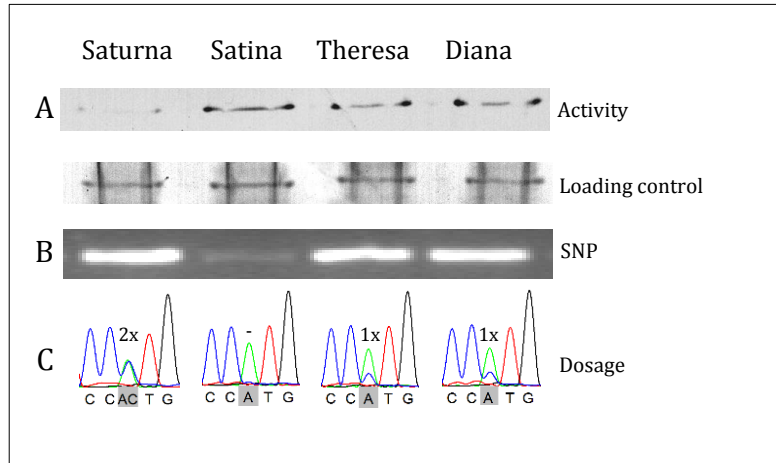 Saturna Satina Theresa Diana
A Activity
Loading control
B SNP
2x - 1x 1x
C Dosage
C C AC T G C C A T G C C A T G C C A T G